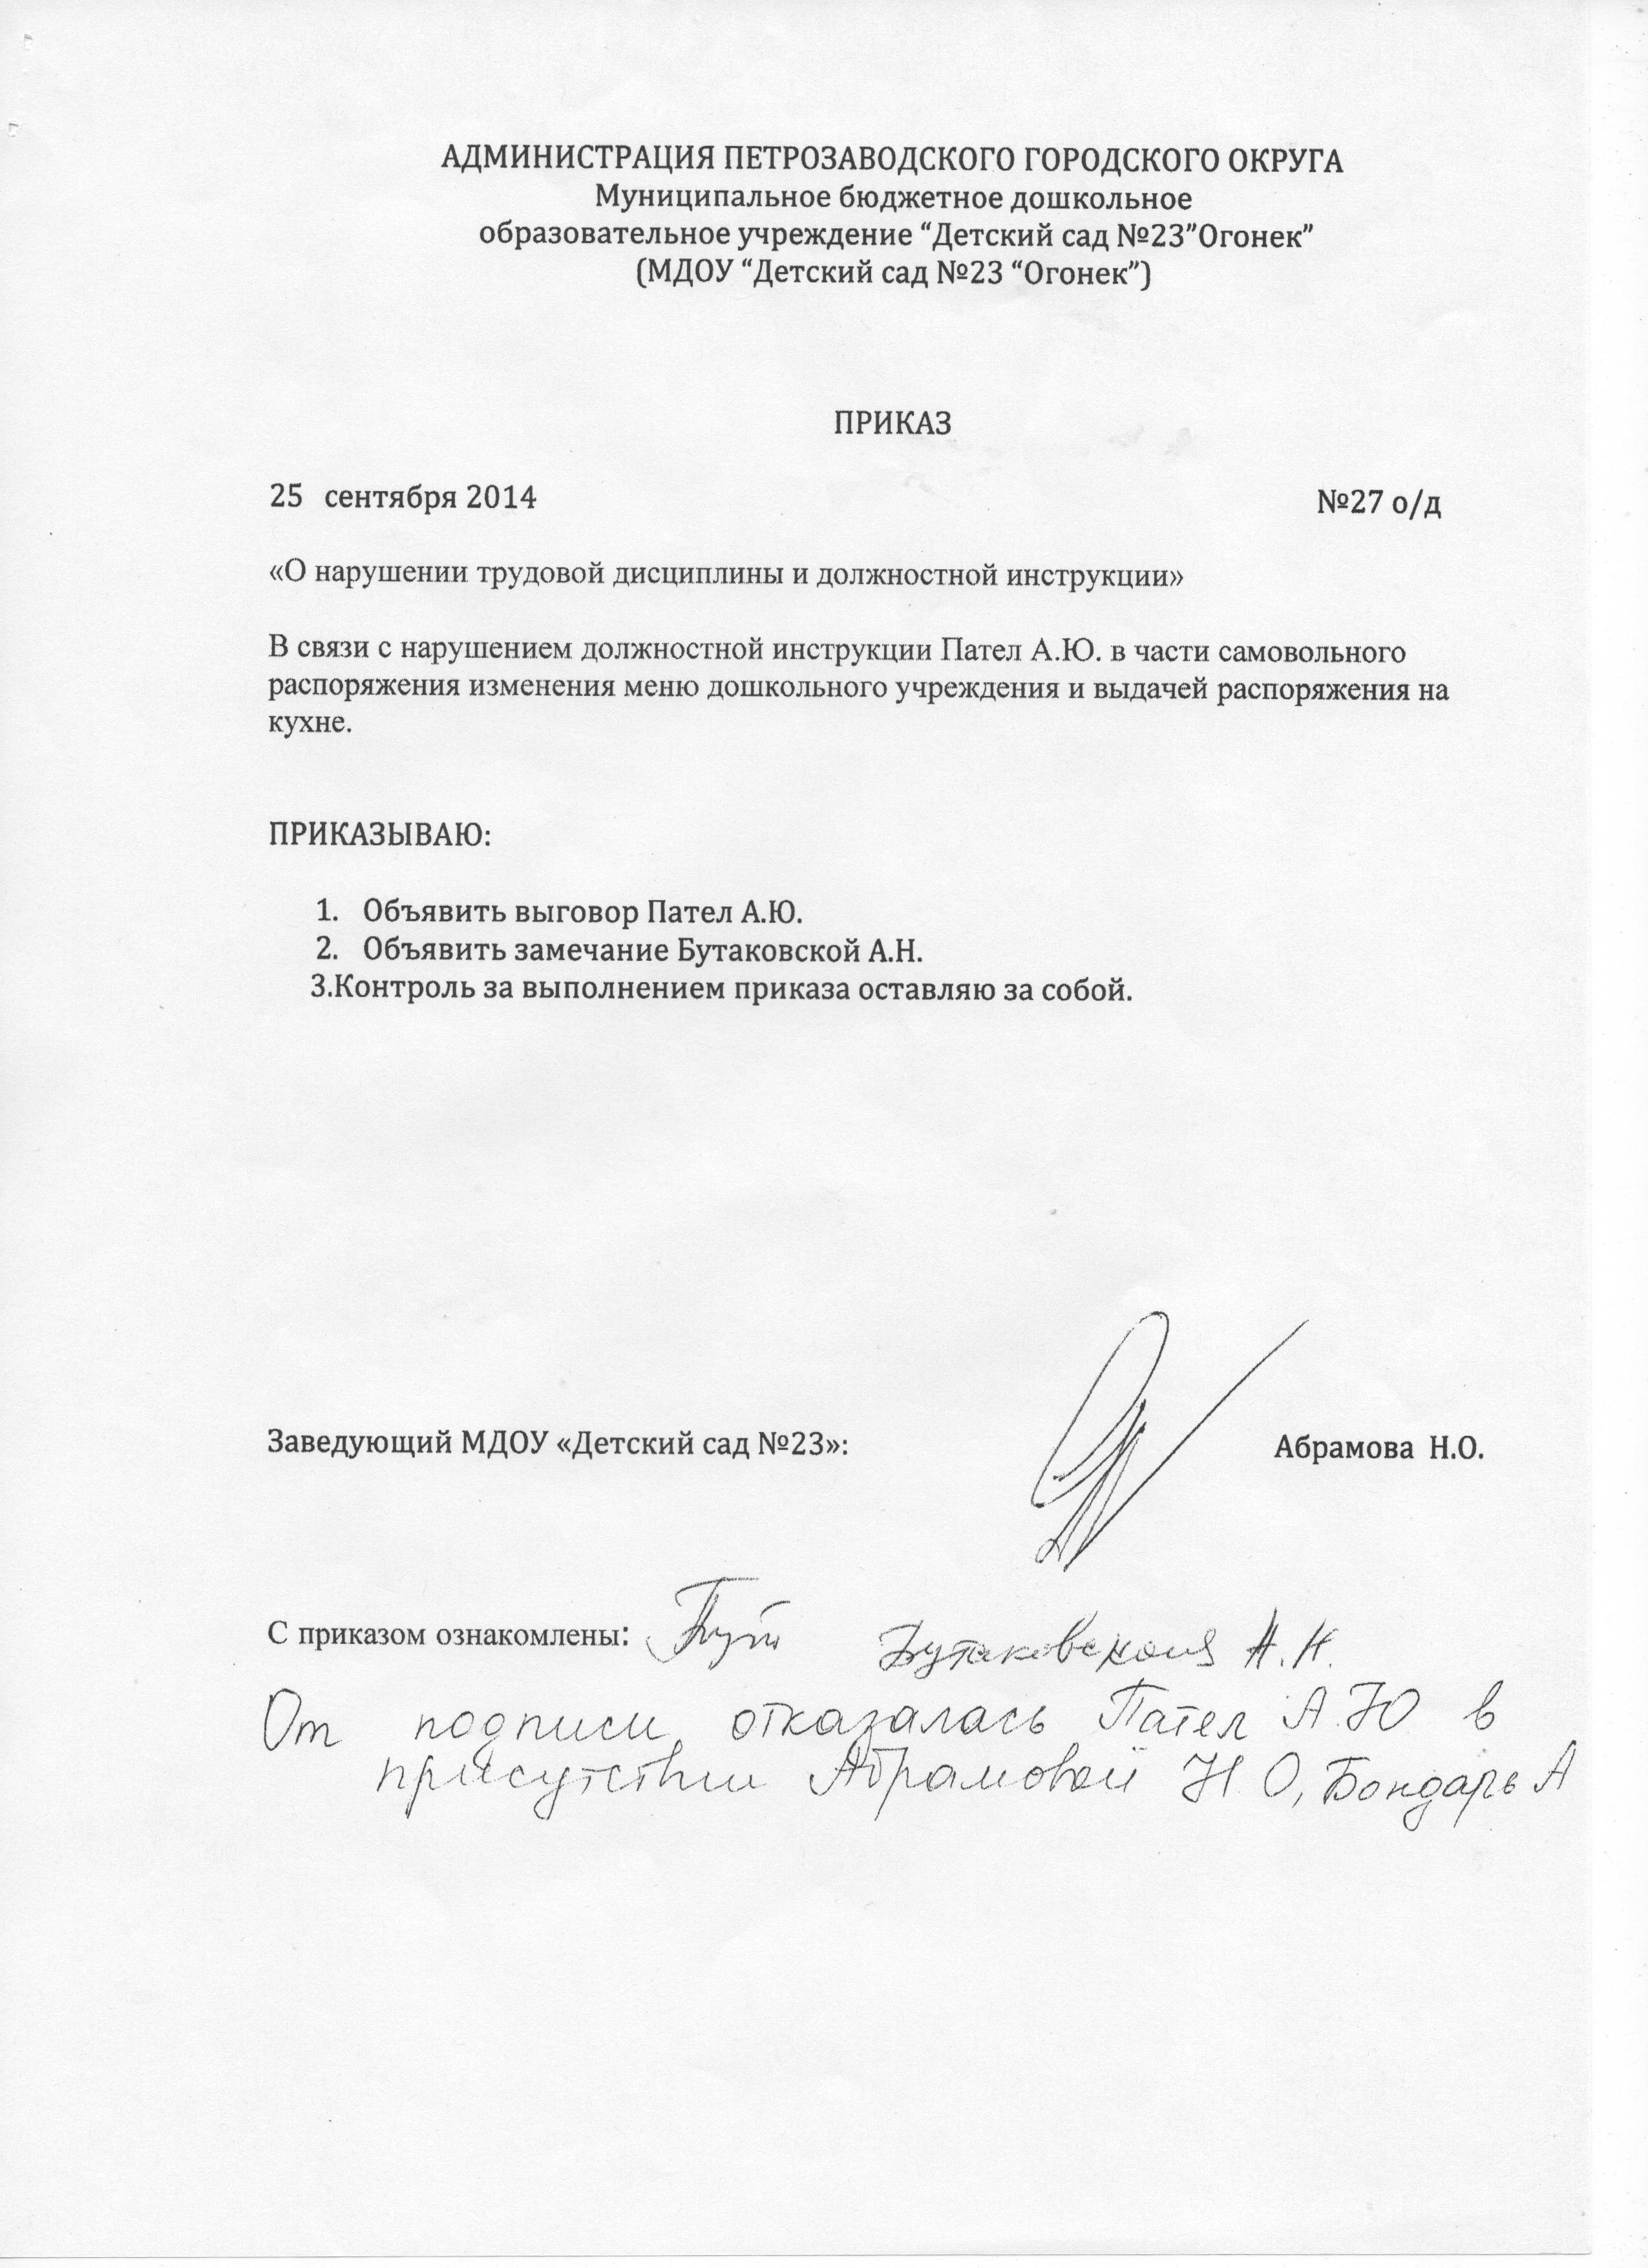 АДМИНИСТРАЦИЯ ПЕТРОЗАВОДСКОГО ГОРОДСКОГО ОКРУГА
Муниципальное бюджетное дошкольное
образовательное учреждение “Детский сад №23”Огонек”
(МДОУ “Детский сад №23 “Огонек”)
ПРИКАЗ
25 сентября 2014 №27 о/д
«О нарушении трудовой дисциплины и должностной инструкции»
В связи с нарушением должностной инструкции Пател А.Ю. в части самовольного
распоряжения изменения меню дошкольного учреждения и выдачей распоряжения на
кухне.
ПРИКАЗЫВАЮ:
1. Объявить выговор Пател А.Ю.
2. Объявить замечание Бутаковской А.Н.
3.Контроль за выполнением приказа оставляю за собой.
Заведующий МДОУ «Детский сад №23»: Абрамова Н.О.
С приказом ознакомлены: Бутаковская А.Н.
От подписи отказалась Пател А.Ю в
присутствии Абрамовой Н О, Бондарь А